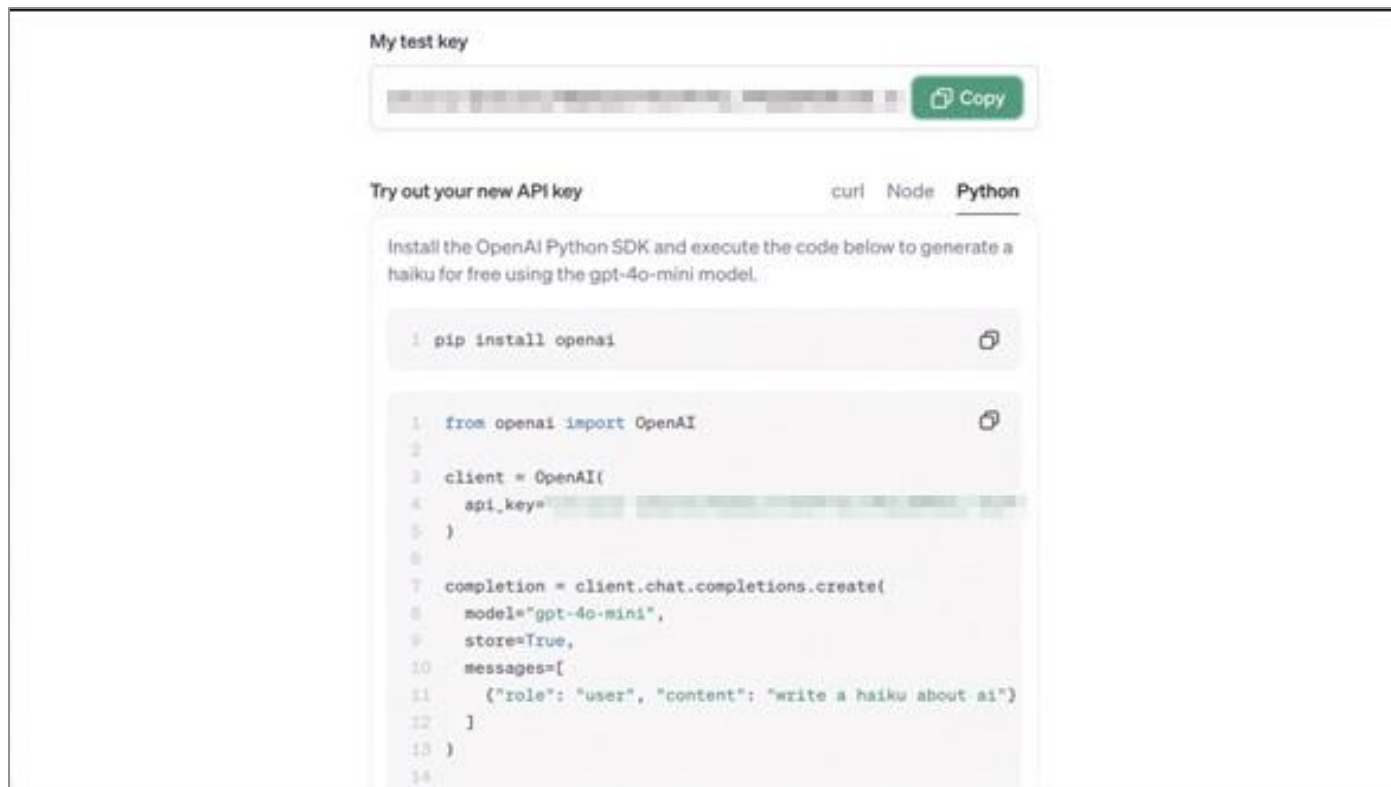 My test key
Copy
Try out your new API key
curl Node Python
Install the OpenAI Python SDK and execute the code below to generate a
haiku for free using the gpt-4o-mini model.
1 pip install openai
1 from openai import OpenAI
2
3 client = OpenAI(
4 api_key=
5 )
6
7 completion = client.chat.completions.create(
8 model="gpt-4o-mini",
9 store=True,
10 messages=[
11 {"role": "user", "content": "write a haiku about ai"}
12 ]
13 )
14